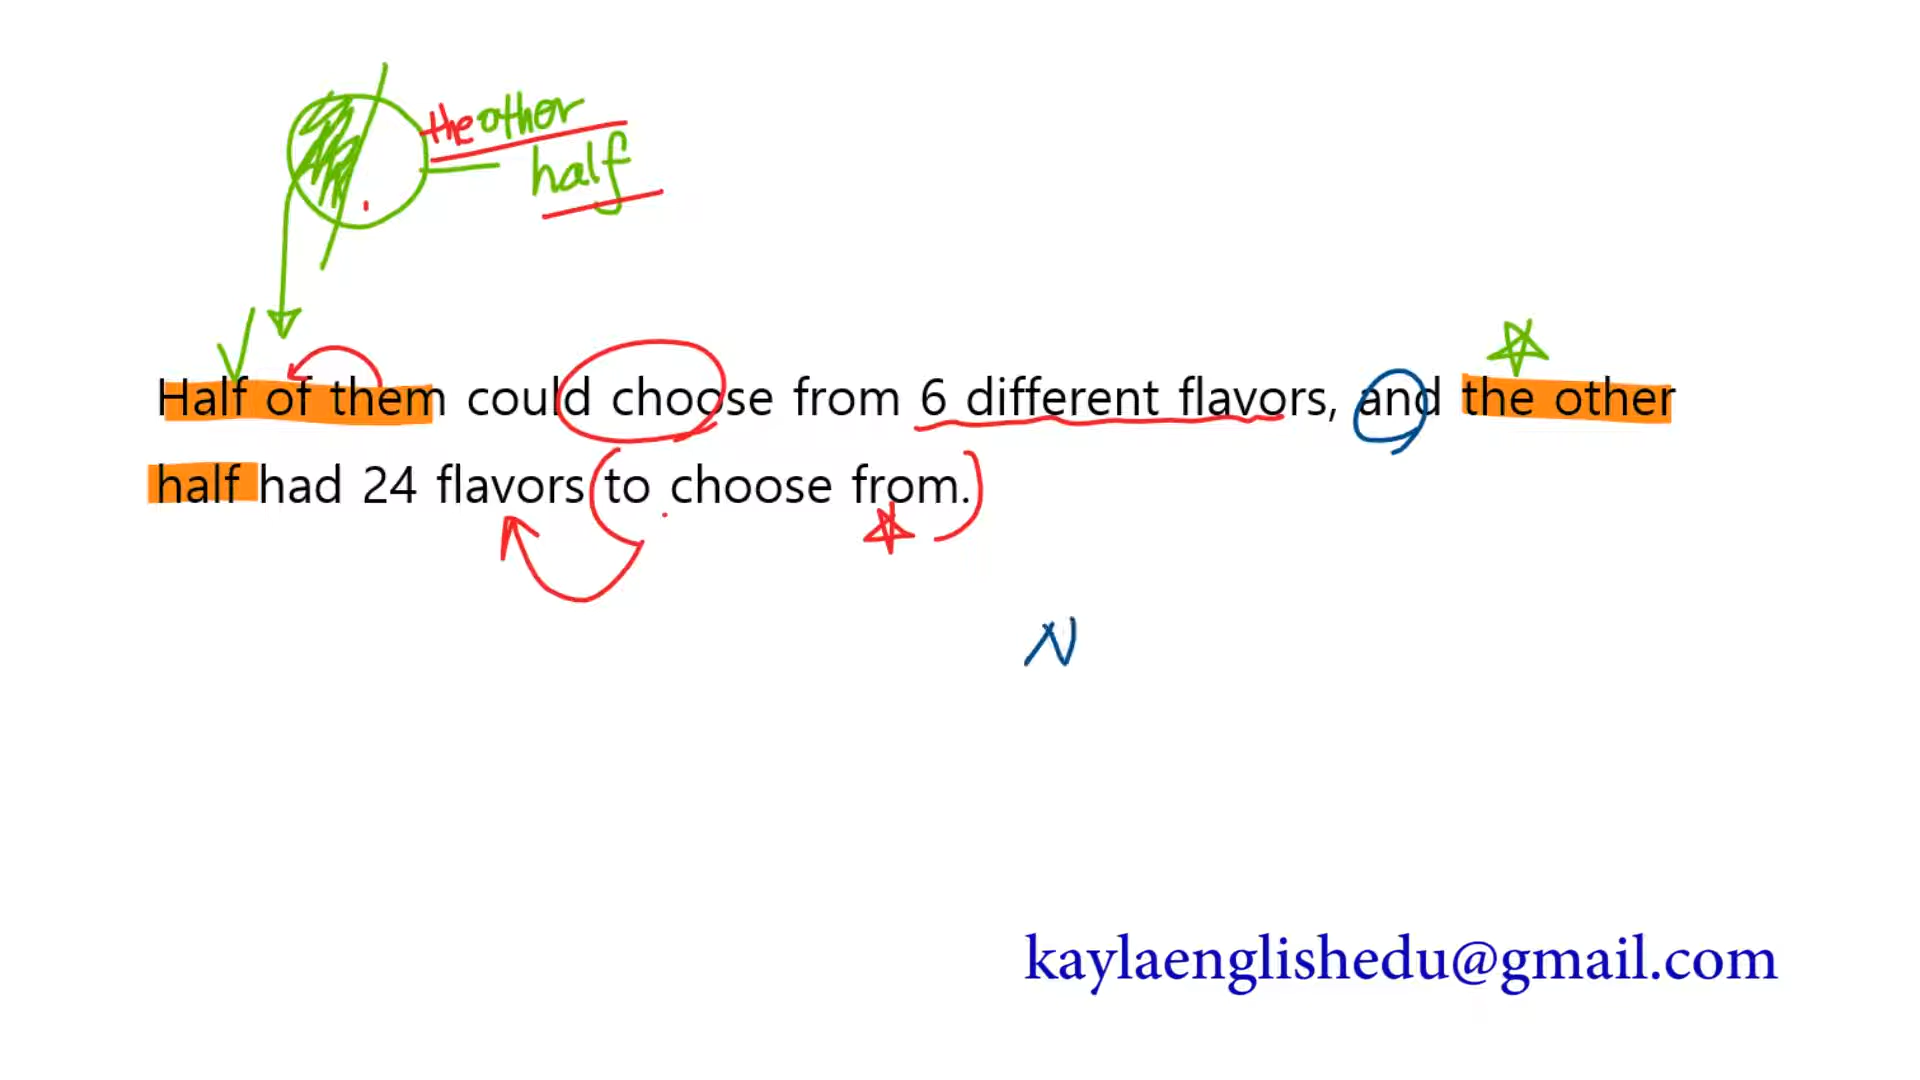 the other
half
Half of them could choose from 6 different flavors, and the other
half had 24 flavors to choose from.
N
kaylaenglishedu@gmail.com